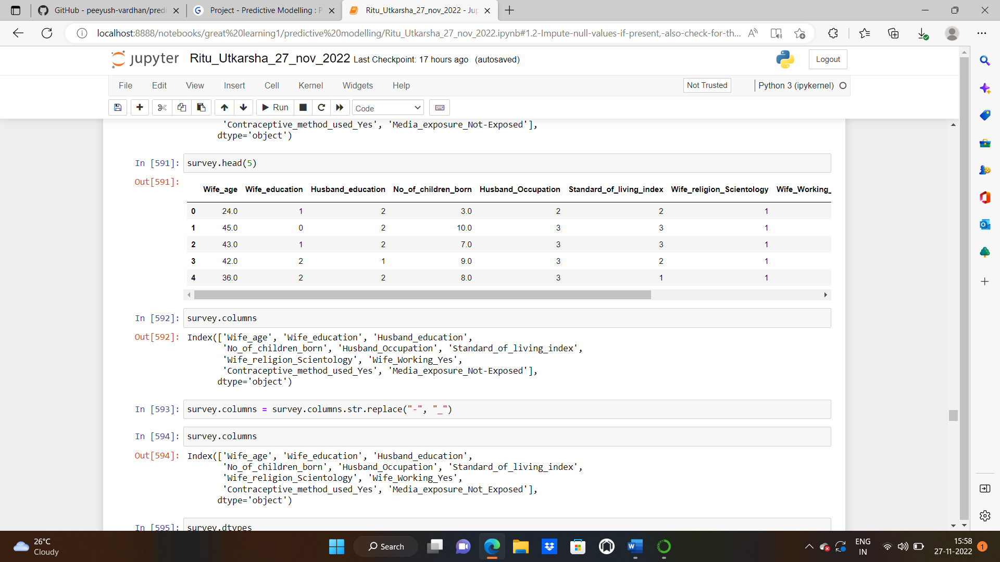 GitHub - peeyush-vardhan/predi
Project - Predictive Modelling : P
Ritu_Utkarsha_27_nov_2022 - Jup
localhost:8888/notebooks/great%20learning1/predictive%20modelling/Ritu_Utkarsha_27_nov_2022.ipynb#1.2-Impute-null-values-if-present,-also-check-for-th...
jupyter Ritu_Utkarsha_27_nov_2022 Last Checkpoint: 17 hours ago (autosaved)
Logout
File Edit View Insert Cell Kernel Widgets Help
Not Trusted
Python 3 (ipykernel)
Run
Code
'Contraceptive_method_used_Yes', 'Media_exposure_Not-Exposed'],
dtype='object')
In [591]: survey.head(5)
Out[591]:
Wife_age Wife_education Husband_education No_of_children_born Husband_Occupation Standard_of_living_index Wife_religion_Scientology Wife_Working_
0 24.0 1 2 3.0 2 2 1
1 45.0 0 2 10.0 3 3 1
2 43.0 1 2 7.0 3 3 1
3 42.0 2 1 9.0 3 2 1
4 36.0 2 2 8.0 3 1 1
In [592]: survey.columns
Out[592]: Index(['Wife_age', 'Wife_education', 'Husband_education',
'No_of_children_born', 'Husband_Occupation', 'Standard_of_living_index',
'Wife_religion_Scientology', 'Wife_Working_Yes',
'Contraceptive_method_used_Yes', 'Media_exposure_Not-Exposed'],
dtype='object')
In [593]: survey.columns = survey.columns.str.replace("-", "_")
In [594]: survey.columns
Out[594]: Index(['Wife_age', 'Wife_education', 'Husband_education',
'No_of_children_born', 'Husband_Occupation', 'Standard_of_living_index',
'Wife_religion_Scientology', 'Wife_Working_Yes',
'Contraceptive_method_used_Yes', 'Media_exposure_Not_Exposed'],
dtype='object')
In [595]: survey.dtypes
26°C
Cloudy
Search
ENG
IN
15:58
27-11-2022
1